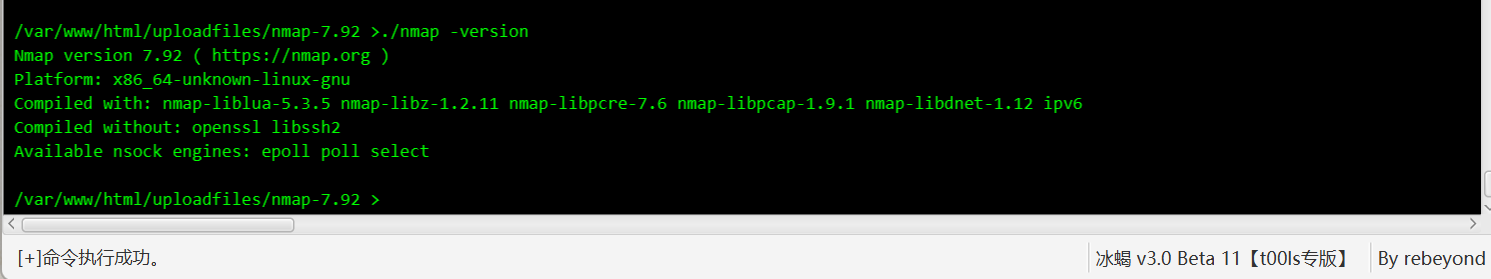 /var/www/html/uploadfiles/nmap-7.92 >./nmap -version
Nmap version 7.92 ( https://nmap.org )
Platform: x86_64-unknown-linux-gnu
Compiled with: nmap-liblua-5.3.5 nmap-libz-1.2.11 nmap-libpcre-7.6 nmap-libpcap-1.9.1 nmap-libdnet-1.12 ipv6
Compiled without: openssl libssh2
Available nsock engines: epoll poll select
/var/www/html/uploadfiles/nmap-7.92 >
[+]命令执行成功。 冰蝎 v3.0 Beta 11【t00ls专版】 By rebeyond